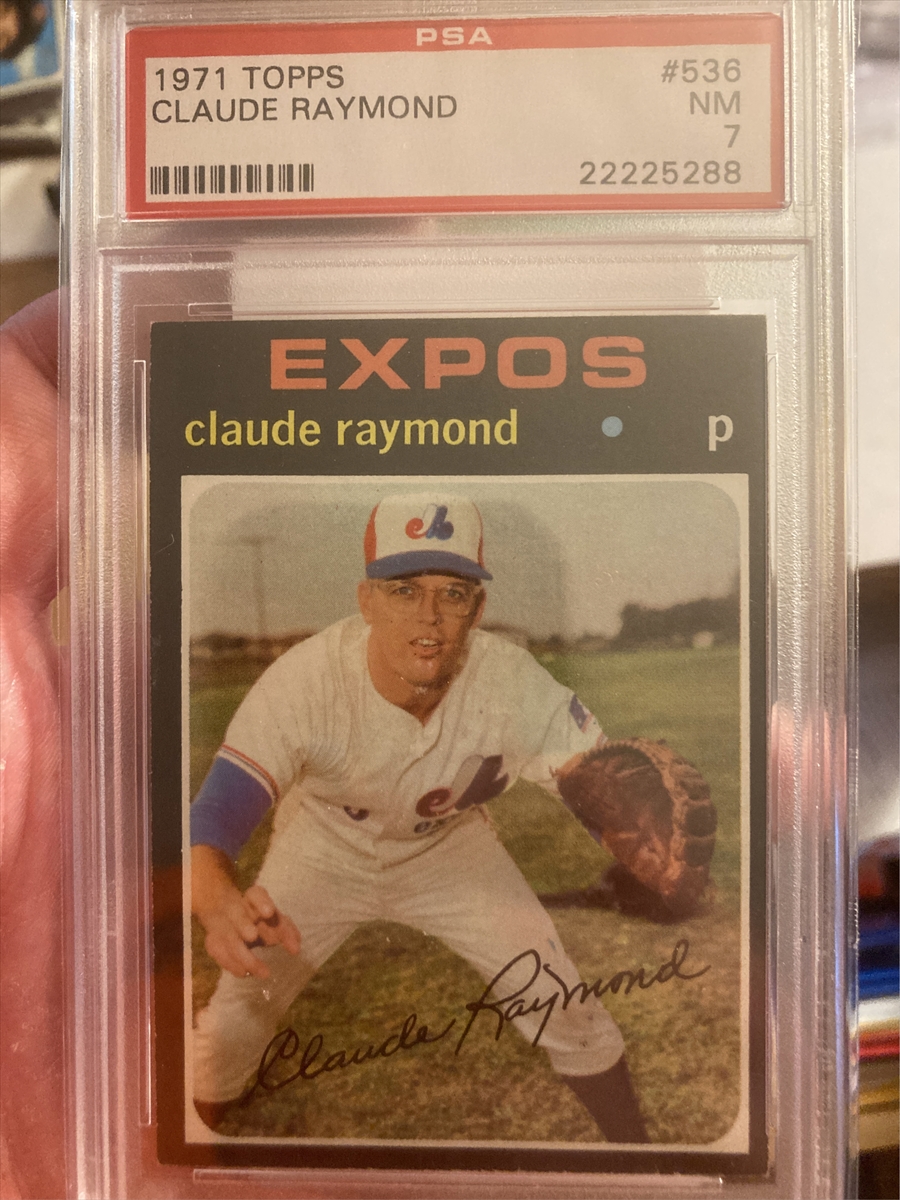 PSA
1971 TOPPS #536
CLAUDE RAYMOND NM
7
22225288
EXPOS
claude raymond p
Claude Raymond